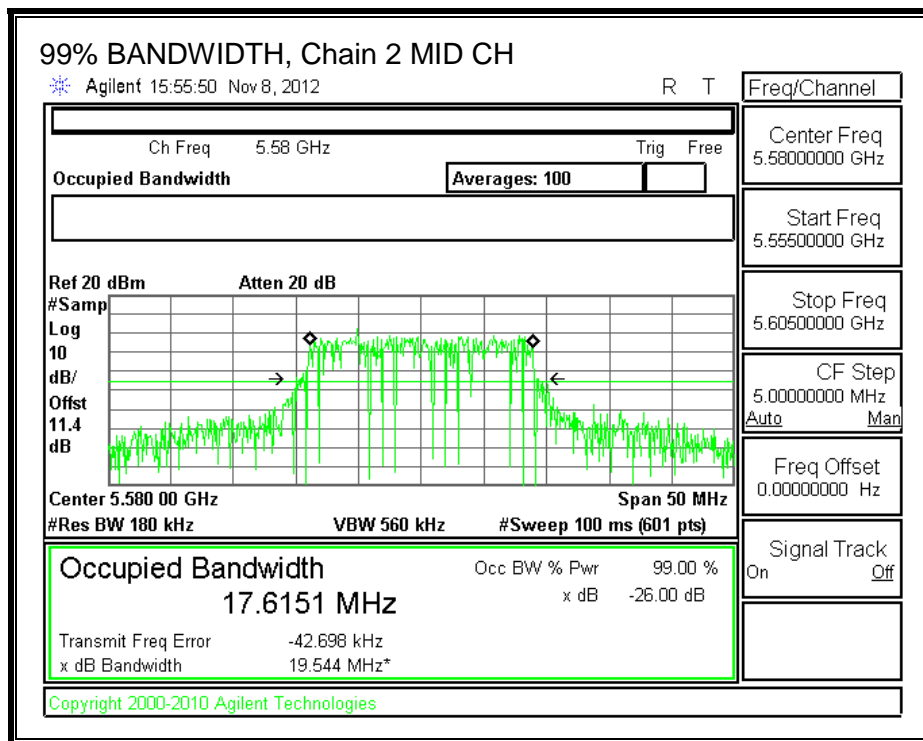 99% BANDWIDTH, Chain 2 MID CH
Agilent 15:55:50 Nov 8, 2012 R T
Freq/Channel
Ch Freq 5.58 GHz Trig Free
Occupied Bandwidth Averages: 100
Center Freq
5.58000000 GHz
Start Freq
5.55500000 GHz
Stop Freq
5.60500000 GHz
CF Step
5.00000000 MHz
Auto Man
Freq Offset
0.00000000 Hz
Signal Track
On Off
Ref 20 dBm Atten 20 dB
#Samp
Log
10
dB/
Offst
11.4
dB
Center 5.580 00 GHz Span 50 MHz
#Res BW 180 kHz VBW 560 kHz #Sweep 100 ms (601 pts)
Occupied Bandwidth Occ BW % Pwr 99.00 %
17.6151 MHz x dB -26.00 dB
Transmit Freq Error -42.698 kHz
x dB Bandwidth 19.544 MHz*
Copyright 2000-2010 Agilent Technologies